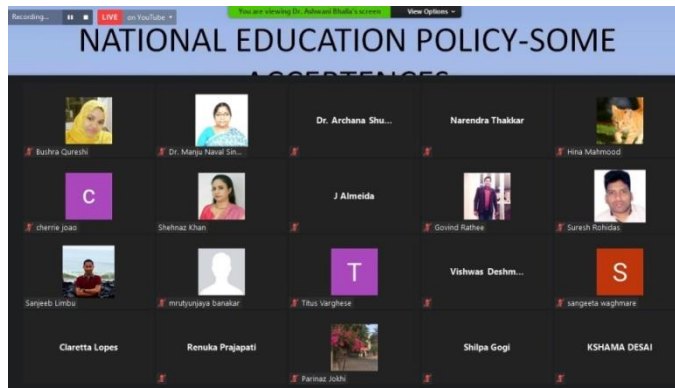 Recording...
LIVE on YouTube
You are viewing Dr. Ashwani Bhalla's screen
View Options
NATIONAL EDUCATION POLICY-SOME
ACCEPTENCES
Bushra Qureshi
Dr. Manju Naval Sin...
Dr. Archana Shu...
Narendra Thakkar
Hina Mahmood
C
cherrie joao
Shehnaz Khan
J Almeida
Govind Rathee
Suresh Rohidas
Sanjeeb Limbu
mrutyunjaya banakar
T
Titus Varghese
Vishwas Deshm...
S
sangeeta waghmare
Claretta Lopes
Renuka Prajapati
Parinaz Jokhi
Shilpa Gogi
KSHAMA DESAI